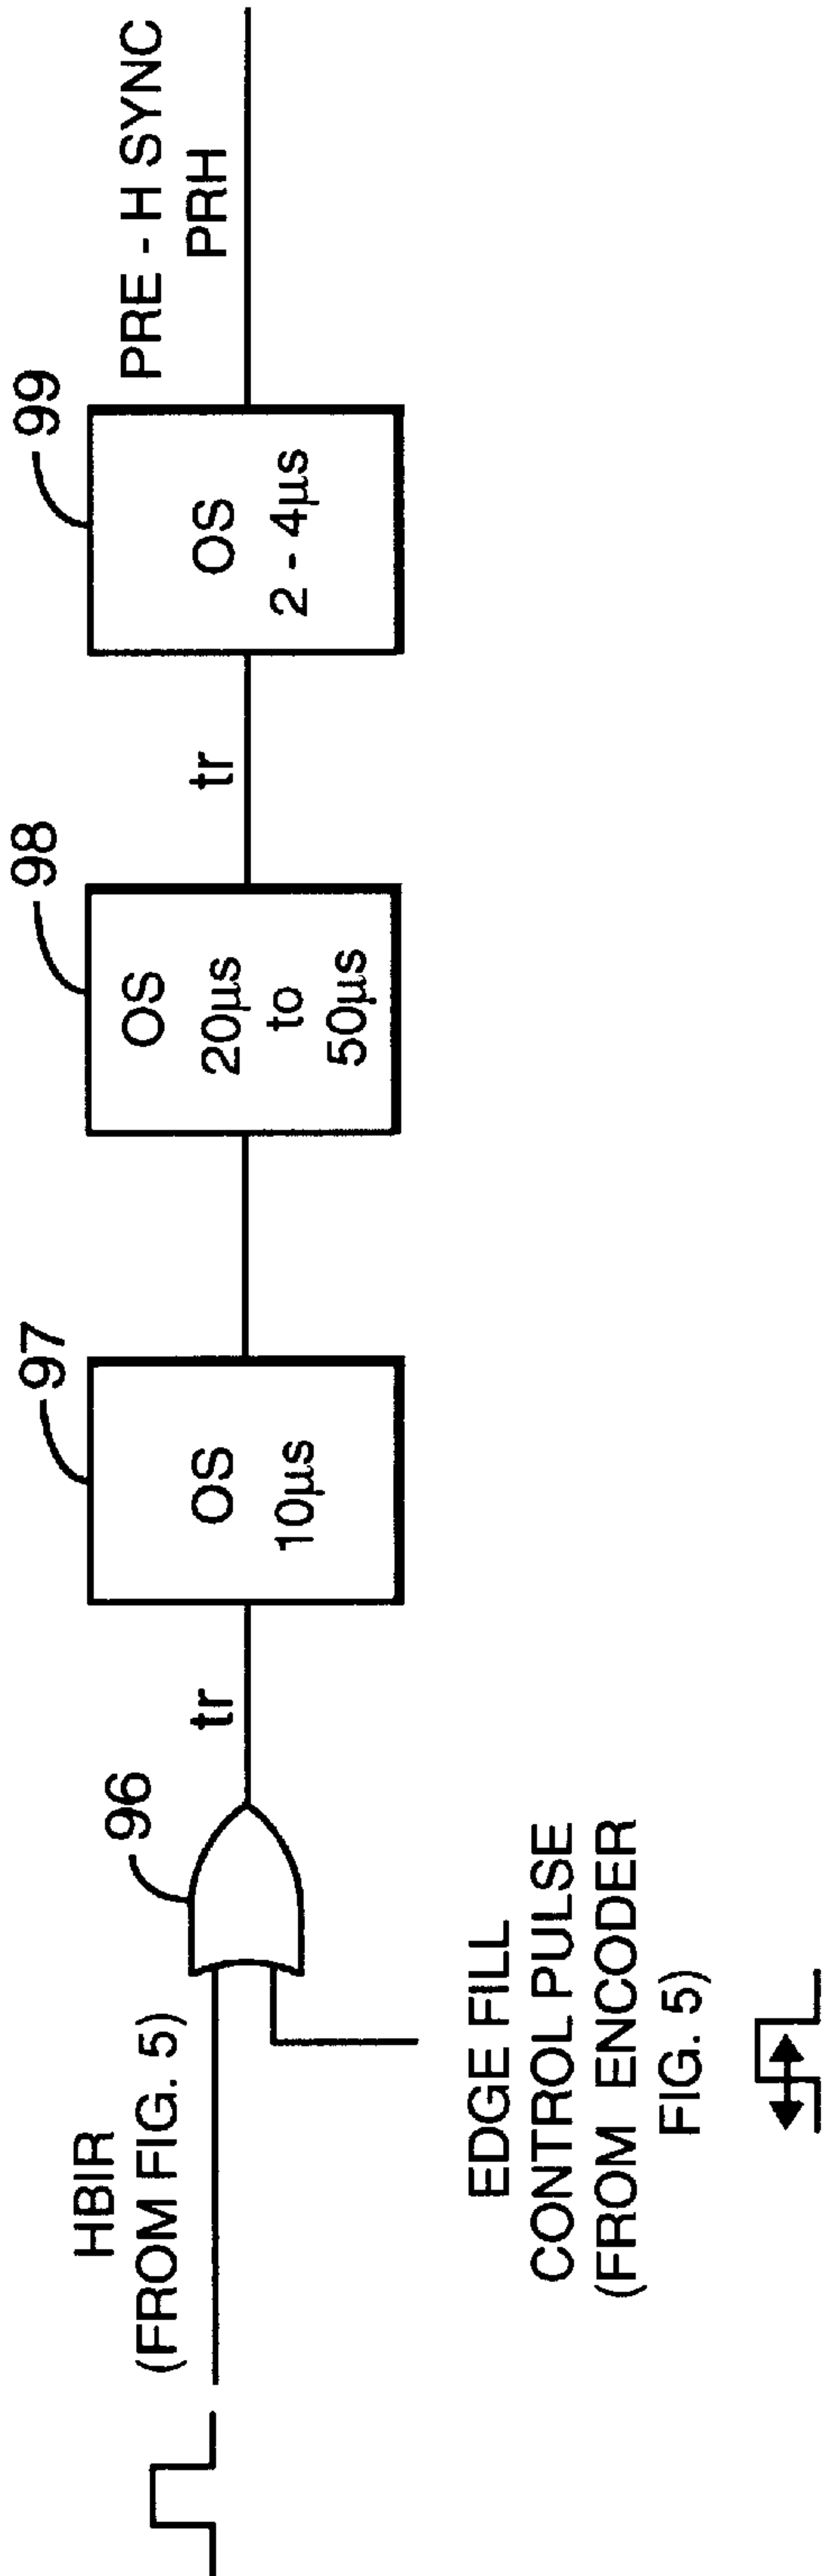 HBIR
(FROM FIG. 5)
EDGE FILL
CONTROL PULSE
(FROM ENCODER
FIG. 5)
96
tr
97
OS
10µs
98
OS
20µs
to
50µs
tr
99
OS
2 - 4µs
PRE - H SYNC
PRH